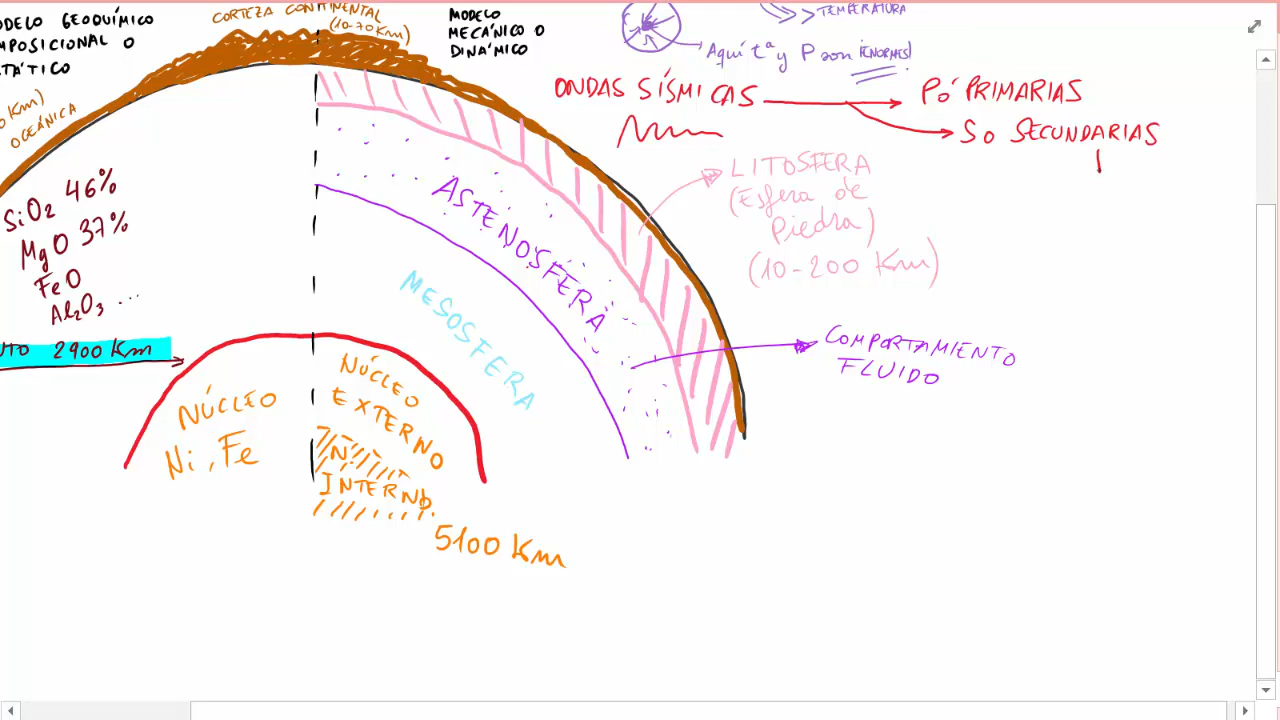 MODELO GEOQUÍMICO
COMPOSICIONAL O
ESTÁTICO
CORTEZA CONTINENTAL
(10-70 Km)
MODELO
MECÁNICO O
DINÁMICO
TEMPERATURA
Aquí tª y P son ENORMES!
ONDAS SÍSMICAS
P ó PRIMARIAS
S o SECUNDARIAS
Km)
OCEÁNICA
SiO2 46%
MgO 37%
FeO
Al2O3 ...
LITOSFERA
(Esfera de
Piedra)
(10-200 Km)
ASTENOSFERA
MESOSFERA
COMPORTAMIENTO
FLUIDO
2900 Km
NÚCLEO
Ni, Fe
NÚCLEO
EXTERNO
N.
INTERNO
5100 Km